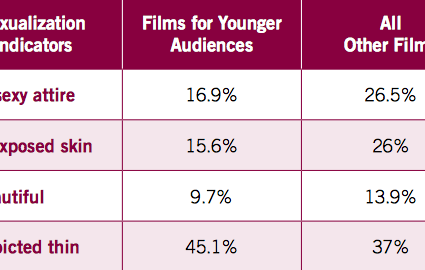 xualization Films for Younger All
ndicators Audiences Other Film
sexy attire 16.9% 26.5%
xposed skin 15.6% 26%
utiful 9.7% 13.9%
picted thin 45.1% 37%